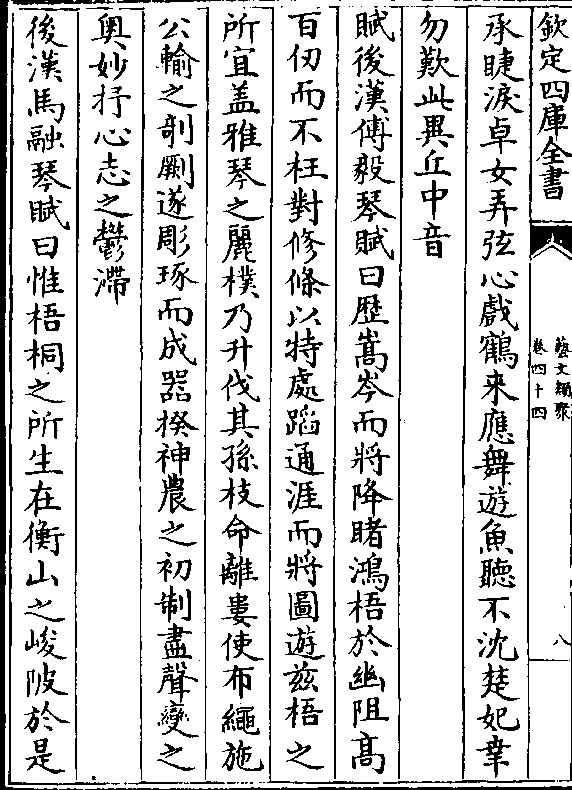 欽定四庫全書
藝文類聚
卷四十四
八
承睫淚卓女弄弦心戲鶴來應舞遊魚聽不沈楚妃幸
勿歎此異丘中音
賦後漢傅毅琴賦曰歴嵩岑而將降睹鴻梧於幽阻髙
百仞而不枉對修條以特處蹈通涯而將圖遊兹梧之
所宜盖雅琴之麗樸乃升伐其孫枝命離婁使布繩施
公輸之剞劂遂彫琢而成器揆神農之初制盡聲變之
奥妙抒心志之鬱滯
後漢馬融琴賦曰惟梧桐之所生在衡山之峻陂於是